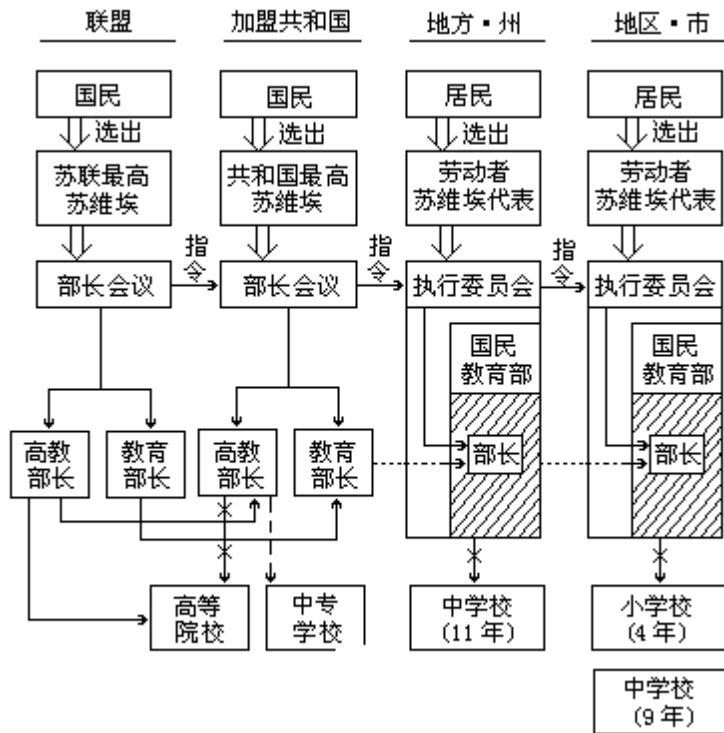 联盟
加盟共和国
地方·州
地区·市
国民
国民
居民
居民
选出
选出
选出
选出
苏联最高
苏维埃
共和国最高
苏维埃
劳动者
苏维埃代表
劳动者
苏维埃代表
指令
指令
指令
部长会议
部长会议
执行委员会
执行委员会
国民
教育部
国民
教育部
高教
部长
教育
部长
高教
部长
教育
部长
部长
部长
高等
院校
中专
学校
中学校
(11年)
小学校
(4年)
中学校
(9年)